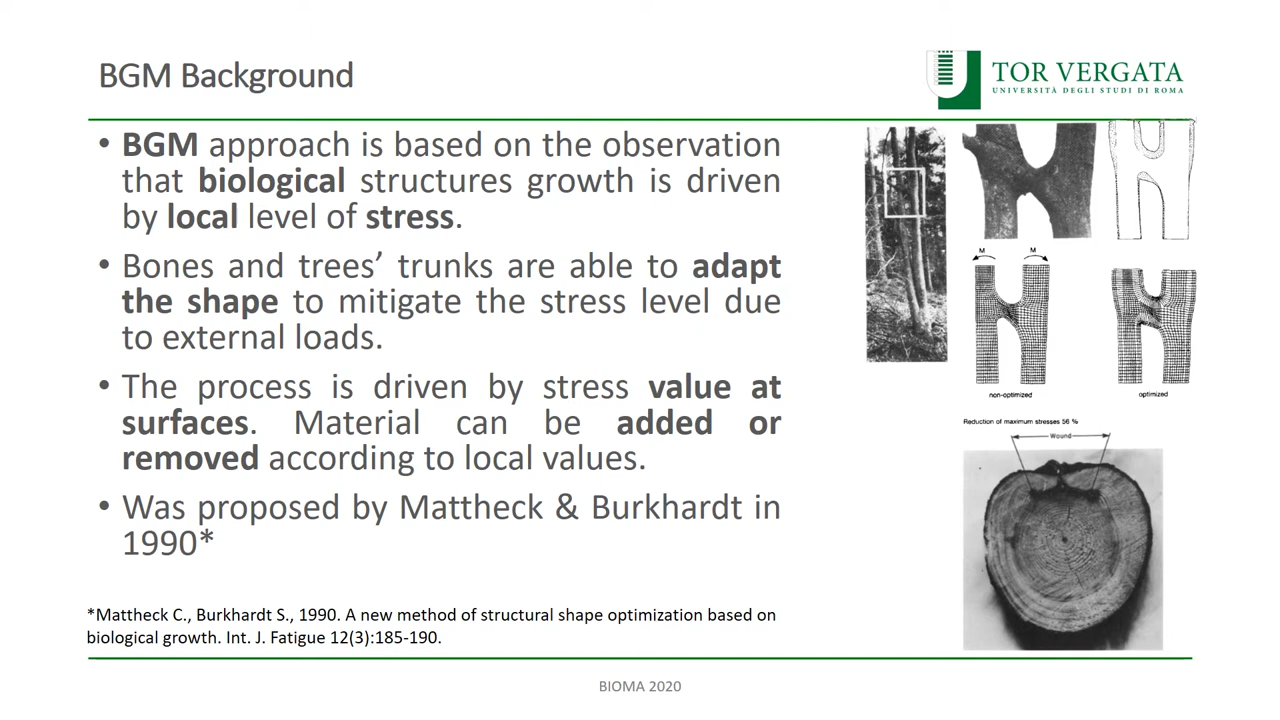 BGM Background
TOR VERGATA
UNIVERSITÀ DEGLI STUDI DI ROMA
• BGM approach is based on the observation
that biological structures growth is driven
by local level of stress.
• Bones and trees’ trunks are able to adapt
the shape to mitigate the stress level due
to external loads.
• The process is driven by stress value at
surfaces. Material can be added or
removed according to local values.
• Was proposed by Mattheck & Burkhardt in
1990*
*Mattheck C., Burkhardt S., 1990. A new method of structural shape optimization based on
biological growth. Int. J. Fatigue 12(3):185-190.
M M
non-optimized optimized
Reduction of maximum stresses 56 %
Wound
BIOMA 2020